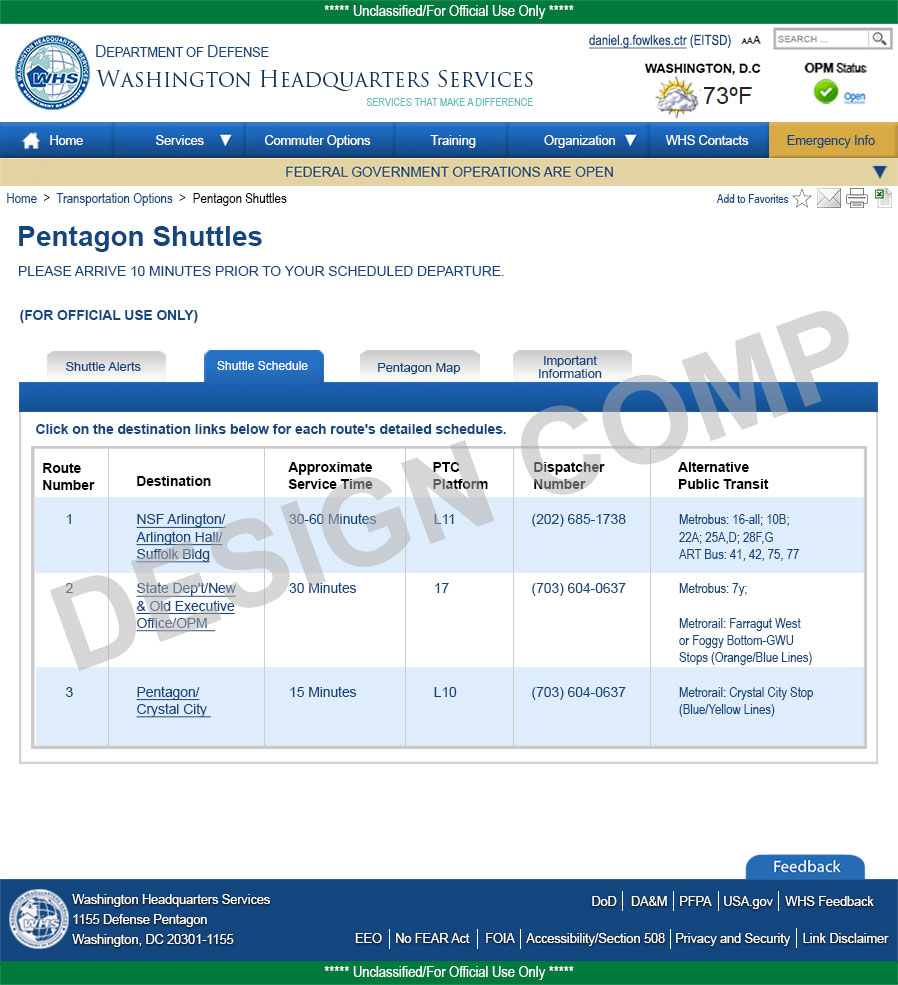 ***** Unclassified/For Official Use Only *****
daniel.g.fowlkes.ctr (EITSD) AAA SEARCH ...
DEPARTMENT OF DEFENSE
WASHINGTON HEADQUARTERS SERVICES
SERVICES THAT MAKE A DIFFERENCE
WASHINGTON HEADQUARTERS SERVICES
WHS
DEPARTMENT OF DEFENSE
WASHINGTON, D.C
73ºF
OPM Status
Open
Home Services Commuter Options Training Organization WHS Contacts Emergency Info
FEDERAL GOVERNMENT OPERATIONS ARE OPEN
Home > Transportation Options > Pentagon Shuttles
Add to Favorites
Pentagon Shuttles
PLEASE ARRIVE 10 MINUTES PRIOR TO YOUR SCHEDULED DEPARTURE.
(FOR OFFICIAL USE ONLY)
Shuttle Alerts
Shuttle Schedule
Pentagon Map
Important
Information
DESIGN COMP
Click on the destination links below for each route's detailed schedules.
Route
Number
Destination
Approximate
Service Time
PTC
Platform
Dispatcher
Number
Alternative
Public Transit
1
NSF Arlington/
Arlington Hall/
Suffolk Bldg
30-60 Minutes
L11
(202) 685-1738
Metrobus: 16-all; 10B;
22A; 25A,D; 28F,G
ART Bus: 41, 42, 75, 77
2
State Dep't/New
& Old Executive
Office/OPM
30 Minutes
17
(703) 604-0637
Metrobus: 7y;
Metrorail: Farragut West
or Foggy Bottom-GWU
Stops (Orange/Blue Lines)
3
Pentagon/
Crystal City
15 Minutes
L10
(703) 604-0637
Metrorail: Crystal City Stop
(Blue/Yellow Lines)
Feedback
Washington Headquarters Services
1155 Defense Pentagon
Washington, DC 20301-1155
DoD | DA&M | PFPA | USA.gov | WHS Feedback
EEO | No FEAR Act | FOIA | Accessibility/Section 508 | Privacy and Security | Link Disclaimer
***** Unclassified/For Official Use Only *****